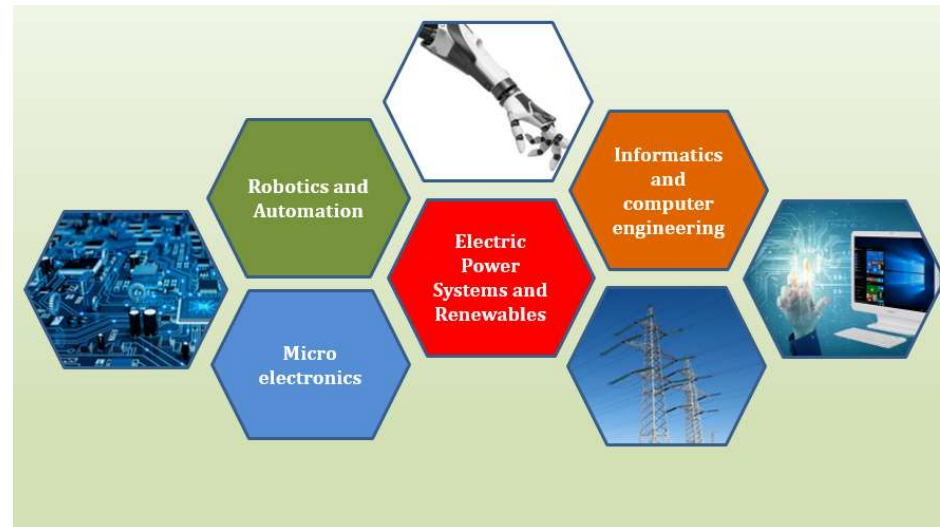 Robotics and
Automation
Informatics
and
computer
engineering
Electric
Power
Systems and
Renewables
Micro
electronics